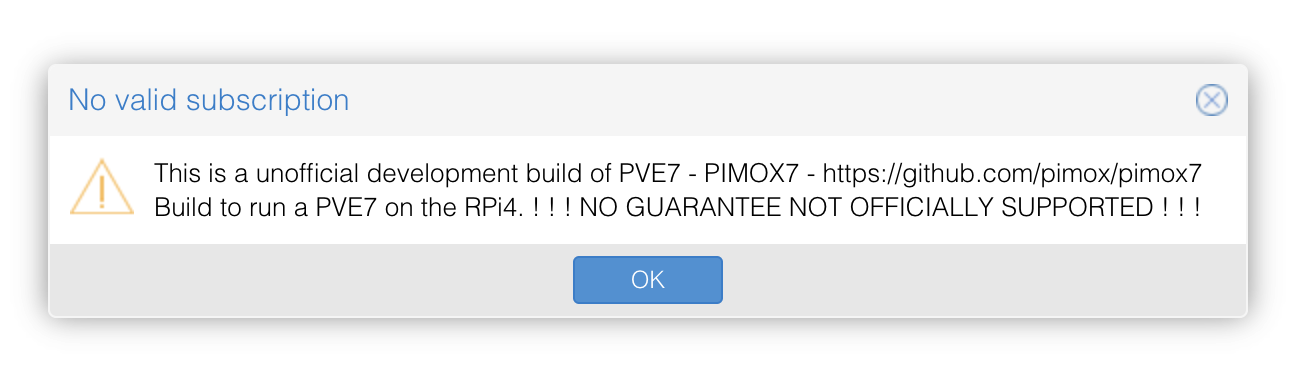 No valid subscription
This is a unofficial development build of PVE7 - PIMOX7 - https://github.com/pimox/pimox7
Build to run a PVE7 on the RPi4. ! ! ! NO GUARANTEE NOT OFFICIALLY SUPPORTED ! ! !
OK